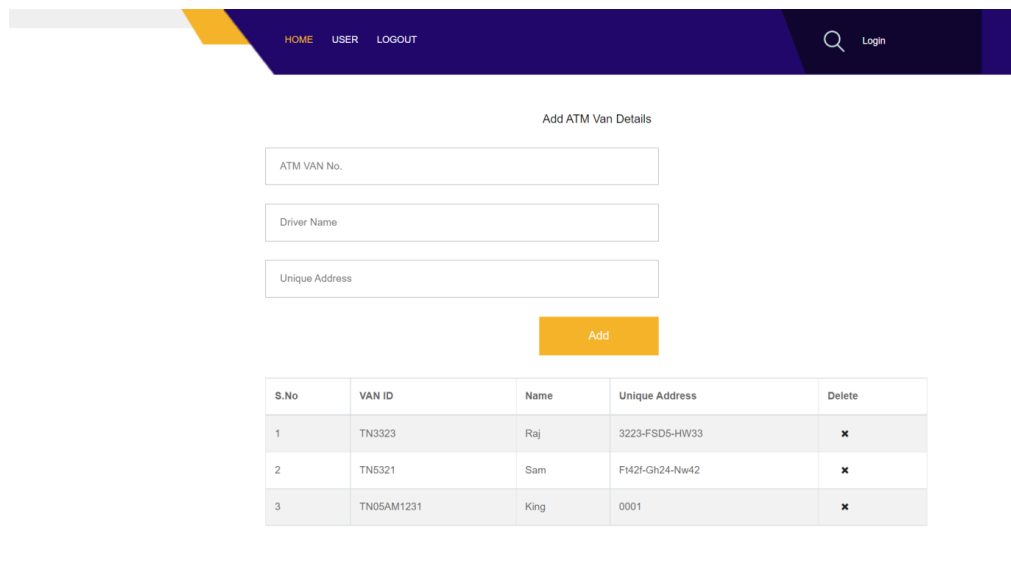 HOME USER LOGOUT Login
Add ATM Van Details
ATM VAN No.
Driver Name
Unique Address
Add
S.No VAN ID Name Unique Address Delete
1 TN3323 Raj 3223-FSD5-HW33
2 TN5321 Sam Ft42f-Gh24-Nw42
3 TN05AM1231 King 0001